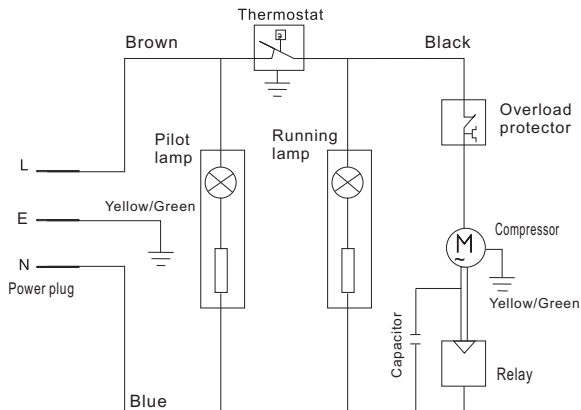 Thermostat
Brown
Black
Overload
protector
Pilot
lamp
Running
lamp
L
E
Yellow/Green
N
Power plug
M
~
Compressor
Yellow/Green
Capacitor
Relay
Blue